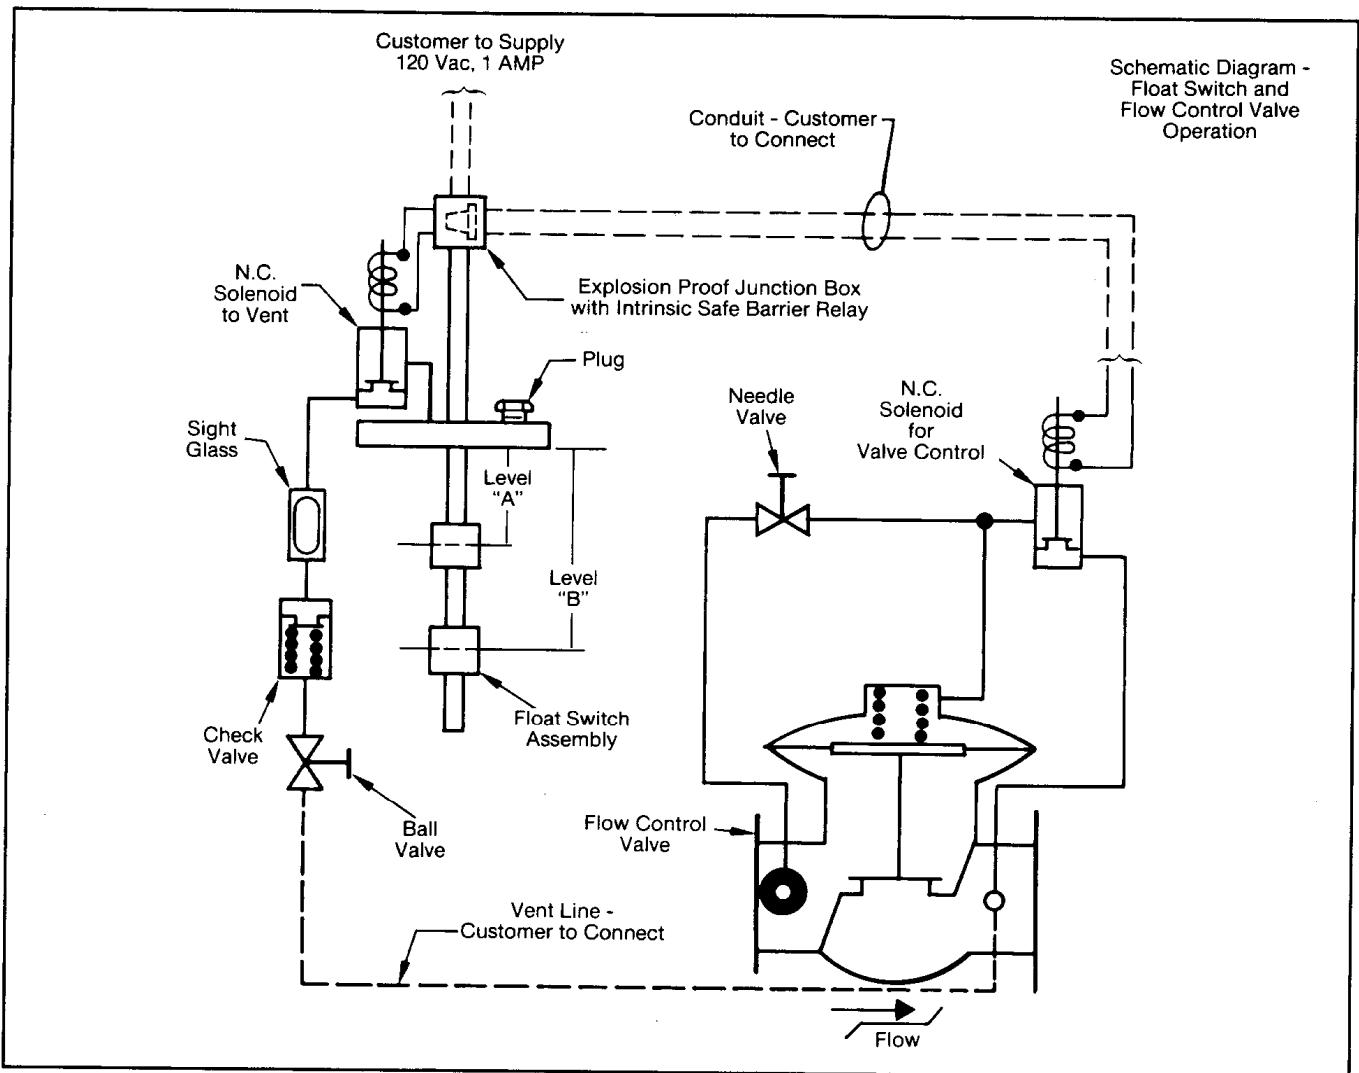 Customer to Supply
120 Vac, 1 AMP
Schematic Diagram -
Float Switch and
Flow Control Valve
Operation
Conduit - Customer
to Connect
N.C.
Solenoid
to Vent
Explosion Proof Junction Box
with Intrinsic Safe Barrier Relay
Plug
Needle
Valve
N.C.
Solenoid
for
Valve Control
Sight
Glass
Level
"A"
Level
"B"
Check
Valve
Float Switch
Assembly
Ball
Valve
Flow Control
Valve
Vent Line -
Customer to Connect
Flow